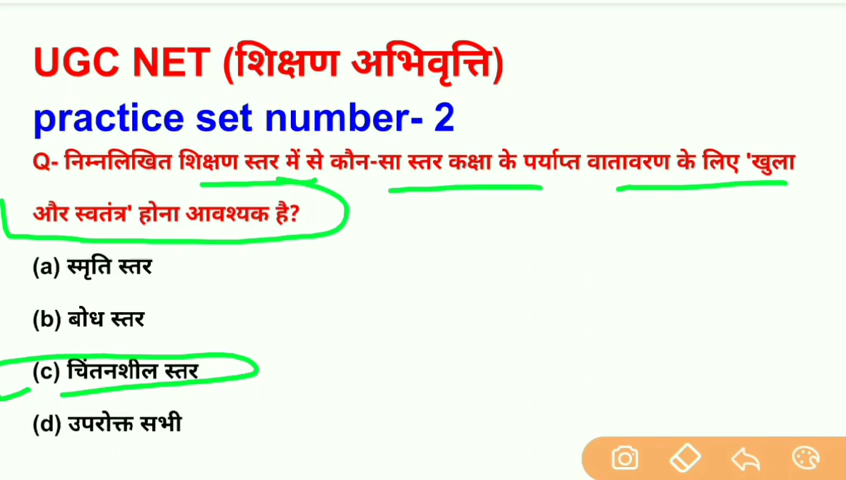 UGC NET (शिक्षण अभिवृत्ति)
practice set number- 2
Q- निम्नलिखित शिक्षण स्तर में से कौन-सा स्तर कक्षा के पर्याप्त वातावरण के लिए 'खुला
और स्वतंत्र' होना आवश्यक है?
(a) स्मृति स्तर
(b) बोध स्तर
(c) चिंतनशील स्तर
(d) उपरोक्त सभी